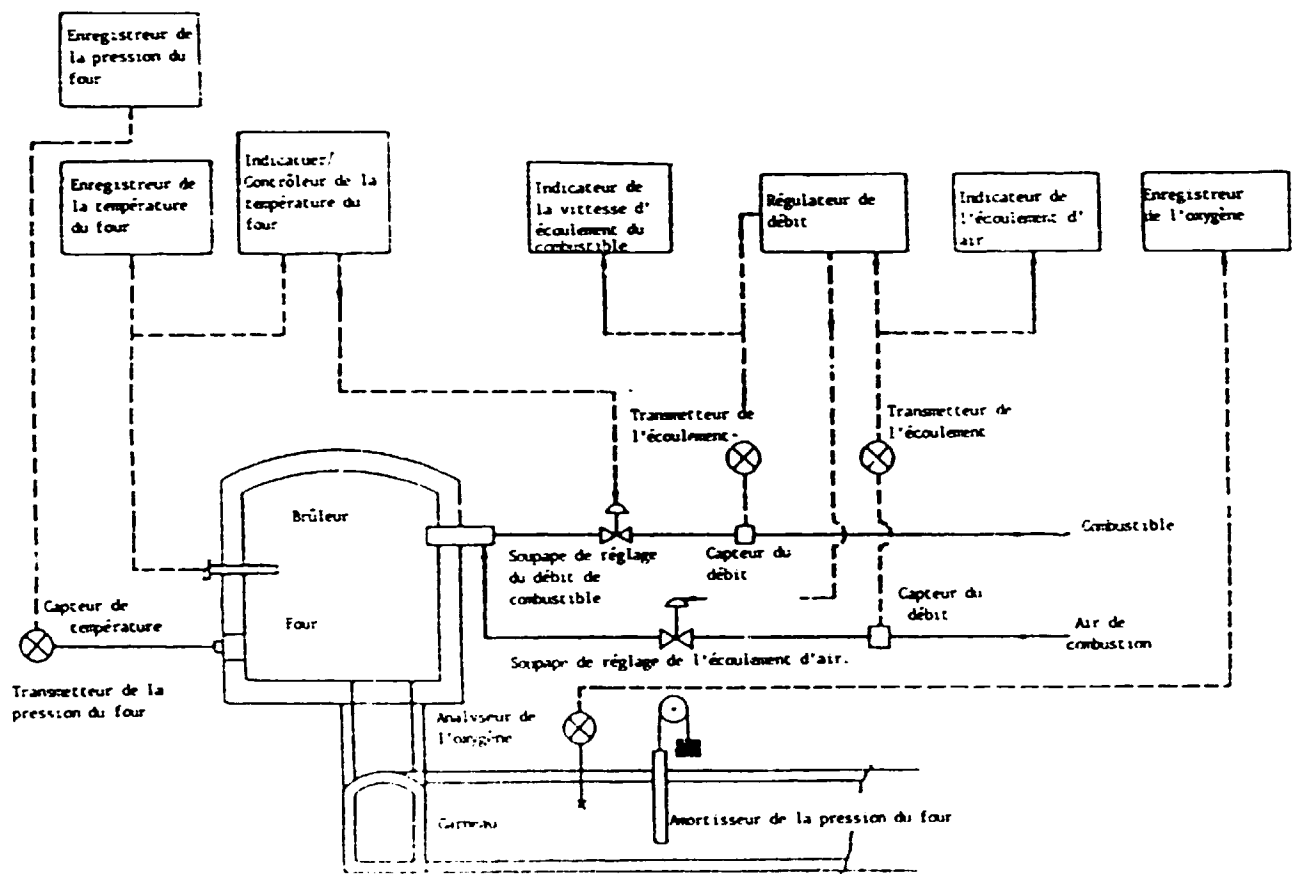 Enregistreur de
la pression du
four
Enregistreur de
la température
du four
Indicatuer/
Contrôleur de la
température du
four
Indicateur de
la vittesse d'
écoulement du
combustible
Régulateur de
débit
Indicateur de
l'écoulement d'
air
Enregistreur
de l'oxygène
Transmetteur de
l'écoulement
Transmetteur de
l'écoulement
Brûleur
Combustible
Soupape de réglage
du débit de
combustible
Capteur du
débit
Capteur de
température
Four
Capteur du
débit
Air de
combustion
Soupape de réglage de l'écoulement d'air.
Transmetteur de la
pression du four
Analyseur de
l'oxygène
Carneau
Amortisseur de la pression du four